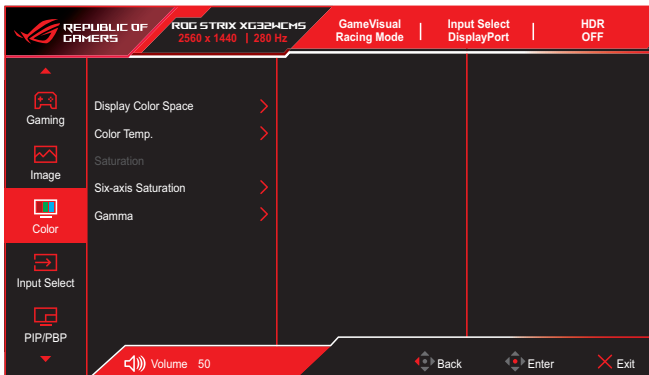 REPUBLIC OF
GAMERS
ROG STRIX XG32WCMS
2560 x 1440 | 280 Hz
GameVisual
Racing Mode
Input Select
DisplayPort
HDR
OFF
Gaming
Image
Color
Input Select
PIP/PBP
Display Color Space
Color Temp.
Saturation
Six-axis Saturation
Gamma
Volume 50
Back
Enter
Exit